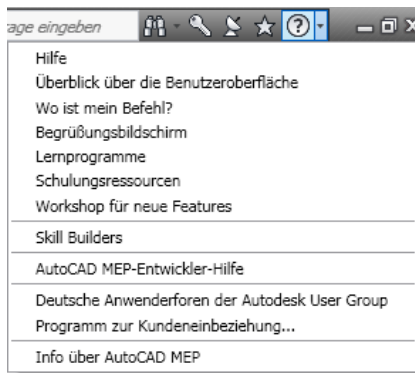 rage eingeben
Hilfe
Überblick über die Benutzeroberfläche
Wo ist mein Befehl?
Begrüßungsbildschirm
Lernprogramme
Schulungsressourcen
Workshop für neue Features
Skill Builders
AutoCAD MEP-Entwickler-Hilfe
Deutsche Anwenderforen der Autodesk User Group
Programm zur Kundeneinbeziehung...
Info über AutoCAD MEP